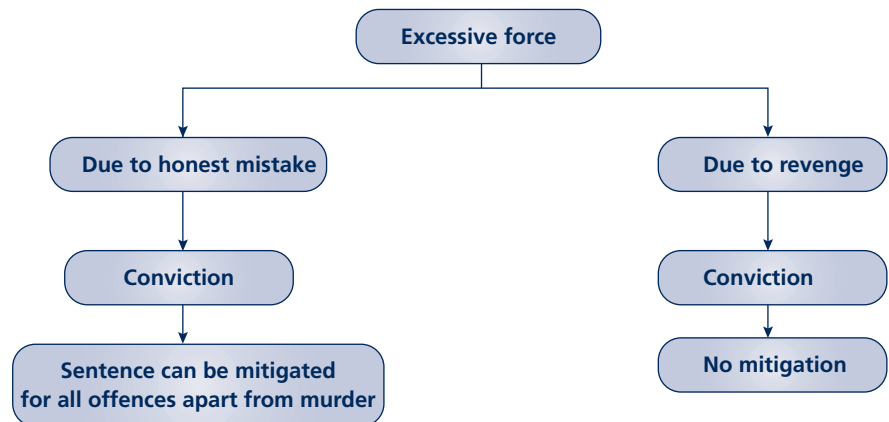 Excessive force
Due to honest mistake
Due to revenge
Conviction
Conviction
Sentence can be mitigated
for all offences apart from murder
No mitigation